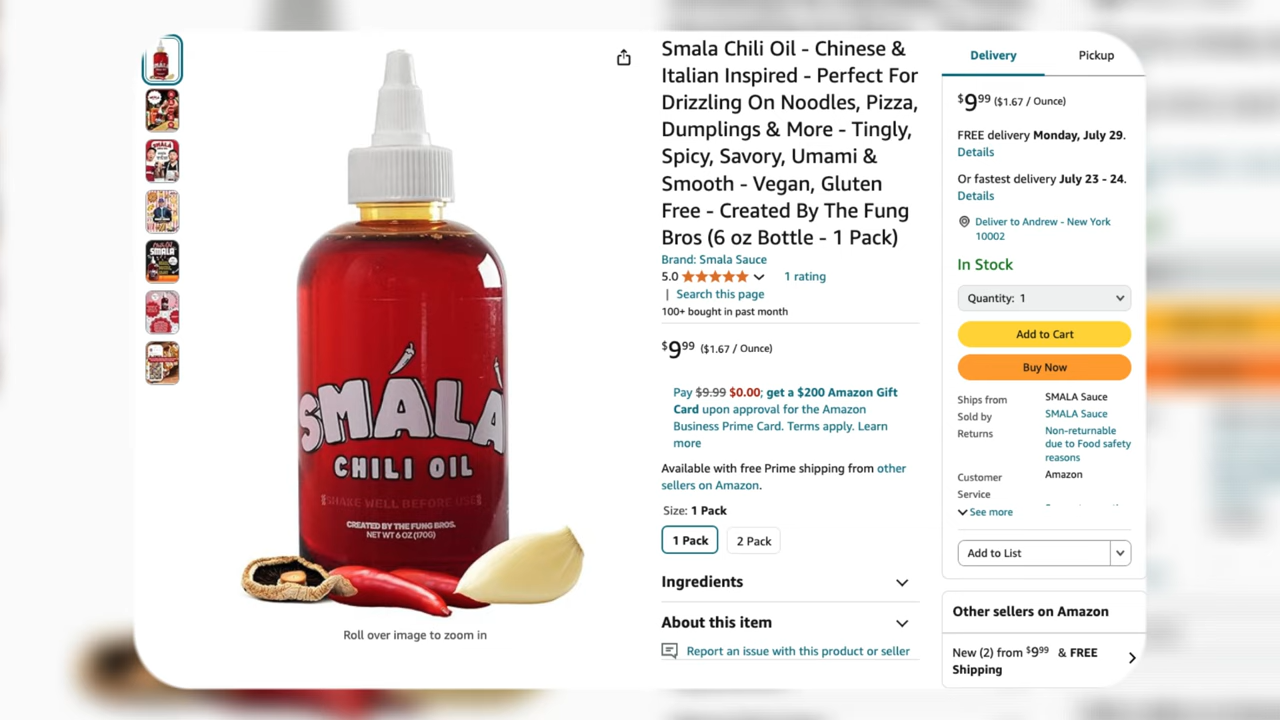 SMÁLÀ
CHILI OIL
SHAKE WELL BEFORE USE
CREATED BY THE FUNG BROS.
NET WT 6 OZ (170G)
Roll over image to zoom in
Smala Chili Oil - Chinese &
Italian Inspired - Perfect For
Drizzling On Noodles, Pizza,
Dumplings & More - Tingly,
Spicy, Savory, Umami &
Smooth - Vegan, Gluten
Free - Created By The Fung
Bros (6 oz Bottle - 1 Pack)
Brand: Smala Sauce
5.0 1 rating
| Search this page
100+ bought in past month
$9.99 ($1.67 / Ounce)
Pay $9.99 $0.00; get a $200 Amazon Gift
Card upon approval for the Amazon
Business Prime Card. Terms apply. Learn
more
Available with free Prime shipping from other
sellers on Amazon.
Size: 1 Pack
1 Pack 2 Pack
Ingredients
About this item
Report an issue with this product or seller
Delivery Pickup
$9.99 ($1.67 / Ounce)
FREE delivery Monday, July 29.
Details
Or fastest delivery July 23 - 24.
Details
Deliver to Andrew - New York
10002
In Stock
Quantity: 1
Add to Cart
Buy Now
Ships from SMALA Sauce
Sold by SMALA Sauce
Returns Non-returnable
due to Food safety
reasons
Customer Amazon
Service
See more
Add to List
Other sellers on Amazon
New (2) from $9.99 & FREE
Shipping